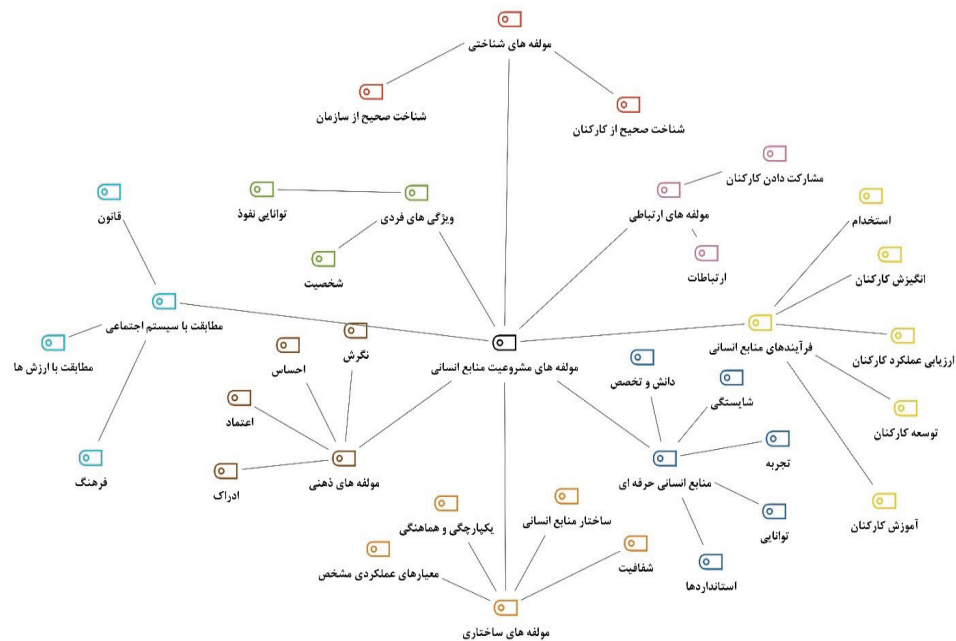 مولفه های شناختی
شناخت صحیح از سازمان
شناخت صحیح از کارکنان
مشارکت دادن کارکنان
مولفه های ارتباطی
ارتباطات
توانایی نفوذ
ویژگی های فردی
شخصیت
قانون
مطابقت با سیستم اجتماعی
مطابقت با ارزش ها
فرهنگ
استخدام
انگیزش کارکنان
فرآیندهای منابع انسانی
ارزیابی عملکرد کارکنان
توسعه کارکنان
آموزش کارکنان
مولفه های مشروعیت منابع انسانی
نگرش
احساس
اعتماد
ادراک
مولفه های ذهنی
دانش و تخصص
شایستگی
تجربه
منابع انسانی حرفه ای
توانایی
استانداردها
ساختار منابع انسانی
یکپارچگی و هماهنگی
شفافیت
معیارهای عملکردی مشخص
مولفه های ساختاری